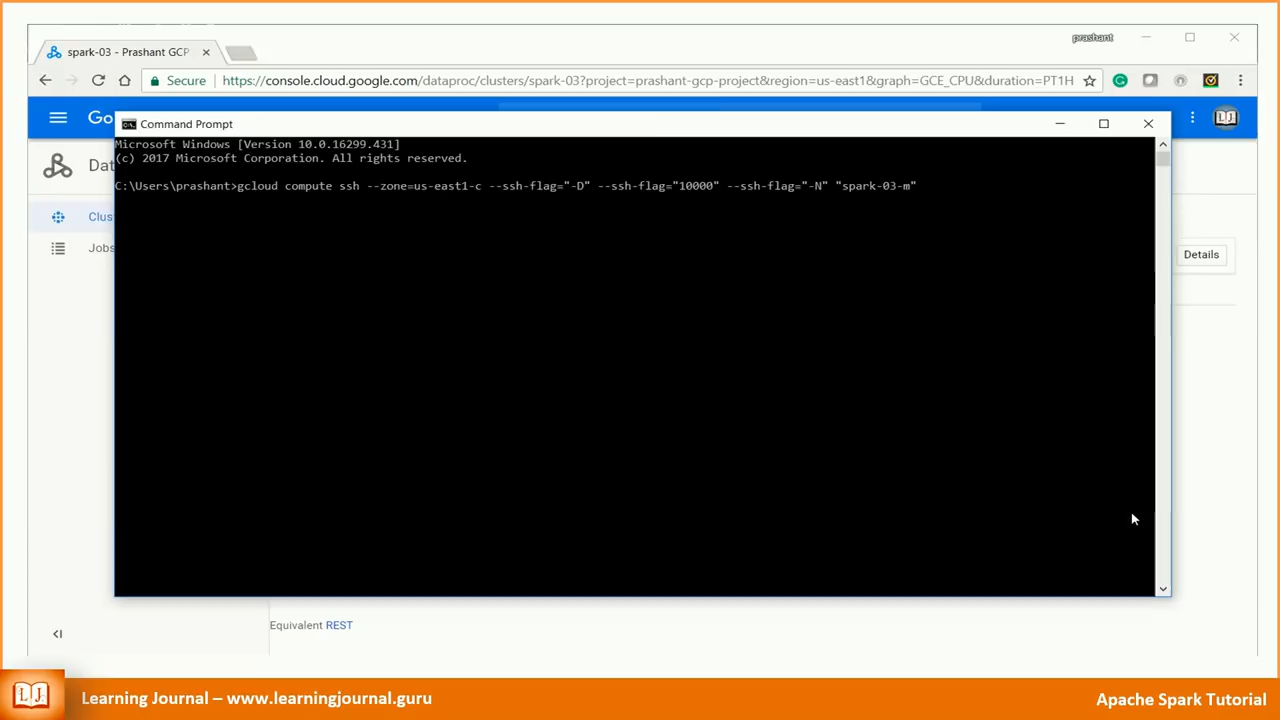 prashant
spark-03 - Prashant GCP
Secure
https://console.cloud.google.com/dataproc/clusters/spark-03?project=prashant-gcp-project&region=us-east1&graph=GCE_CPU&duration=PT1H
Go
Command Prompt
Microsoft Windows [Version 10.0.16299.431]
(c) 2017 Microsoft Corporation. All rights reserved.
Dat
C:\Users\prashant>gcloud compute ssh --zone=us-east1-c --ssh-flag="-D" --ssh-flag="10000" --ssh-flag="-N" "spark-03-m"
Clus
Jobs
Details
Equivalent REST
LJ
Learning Journal – www.learningjournal.guru
Apache Spark Tutorial